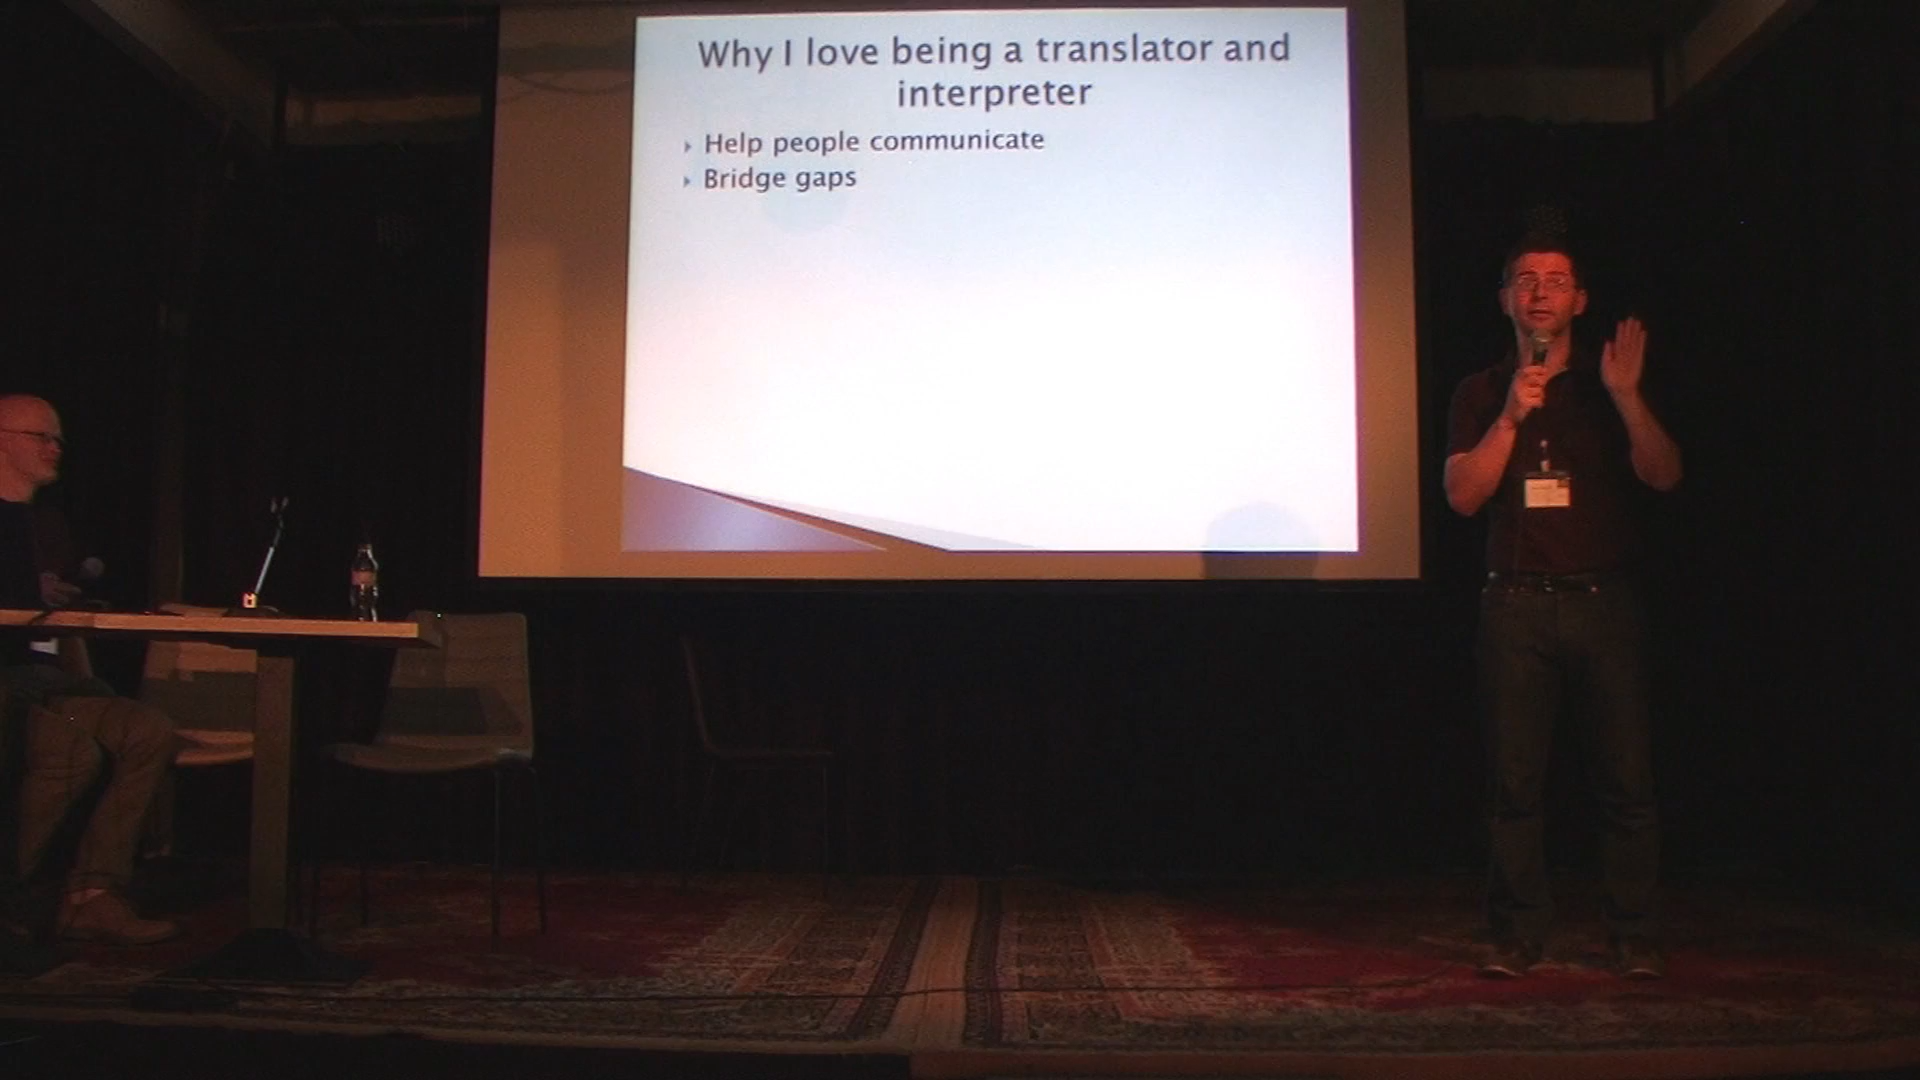 Why I love being a translator and
interpreter
Help people communicate
Bridge gaps